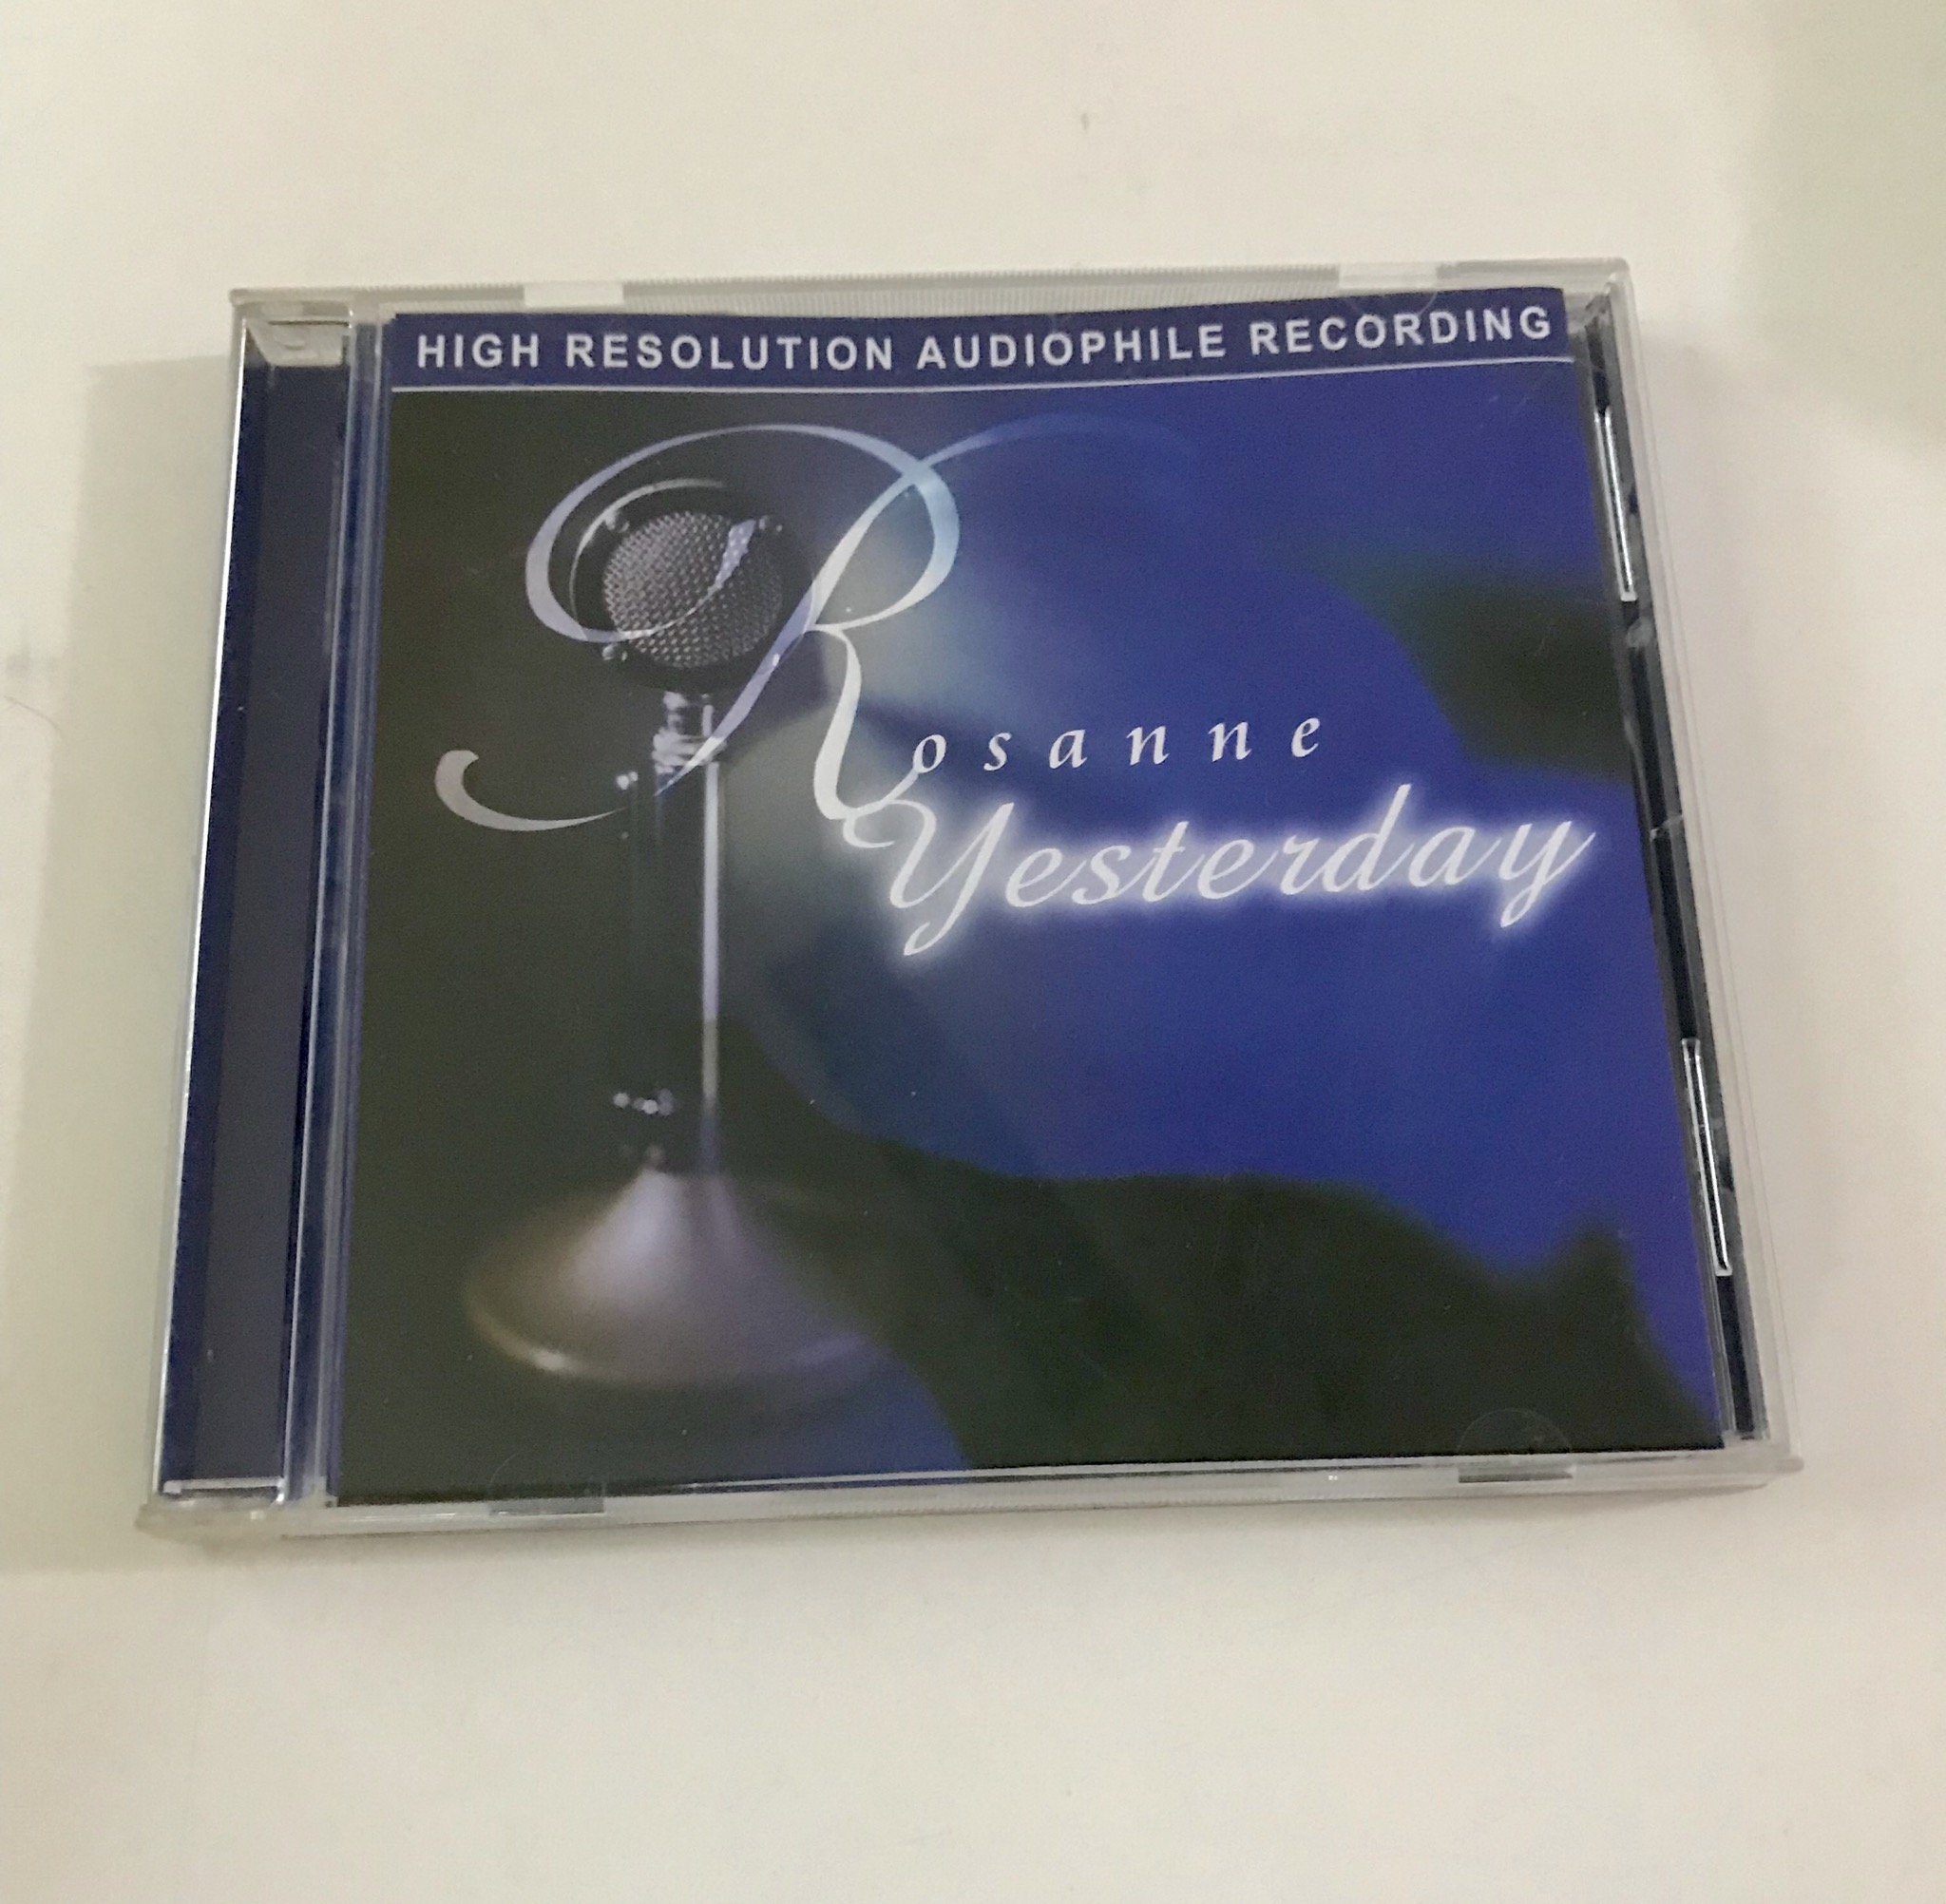 HIGH RESOLUTION AUDIOPHILE RECORDING
Rosanne
Yesterday